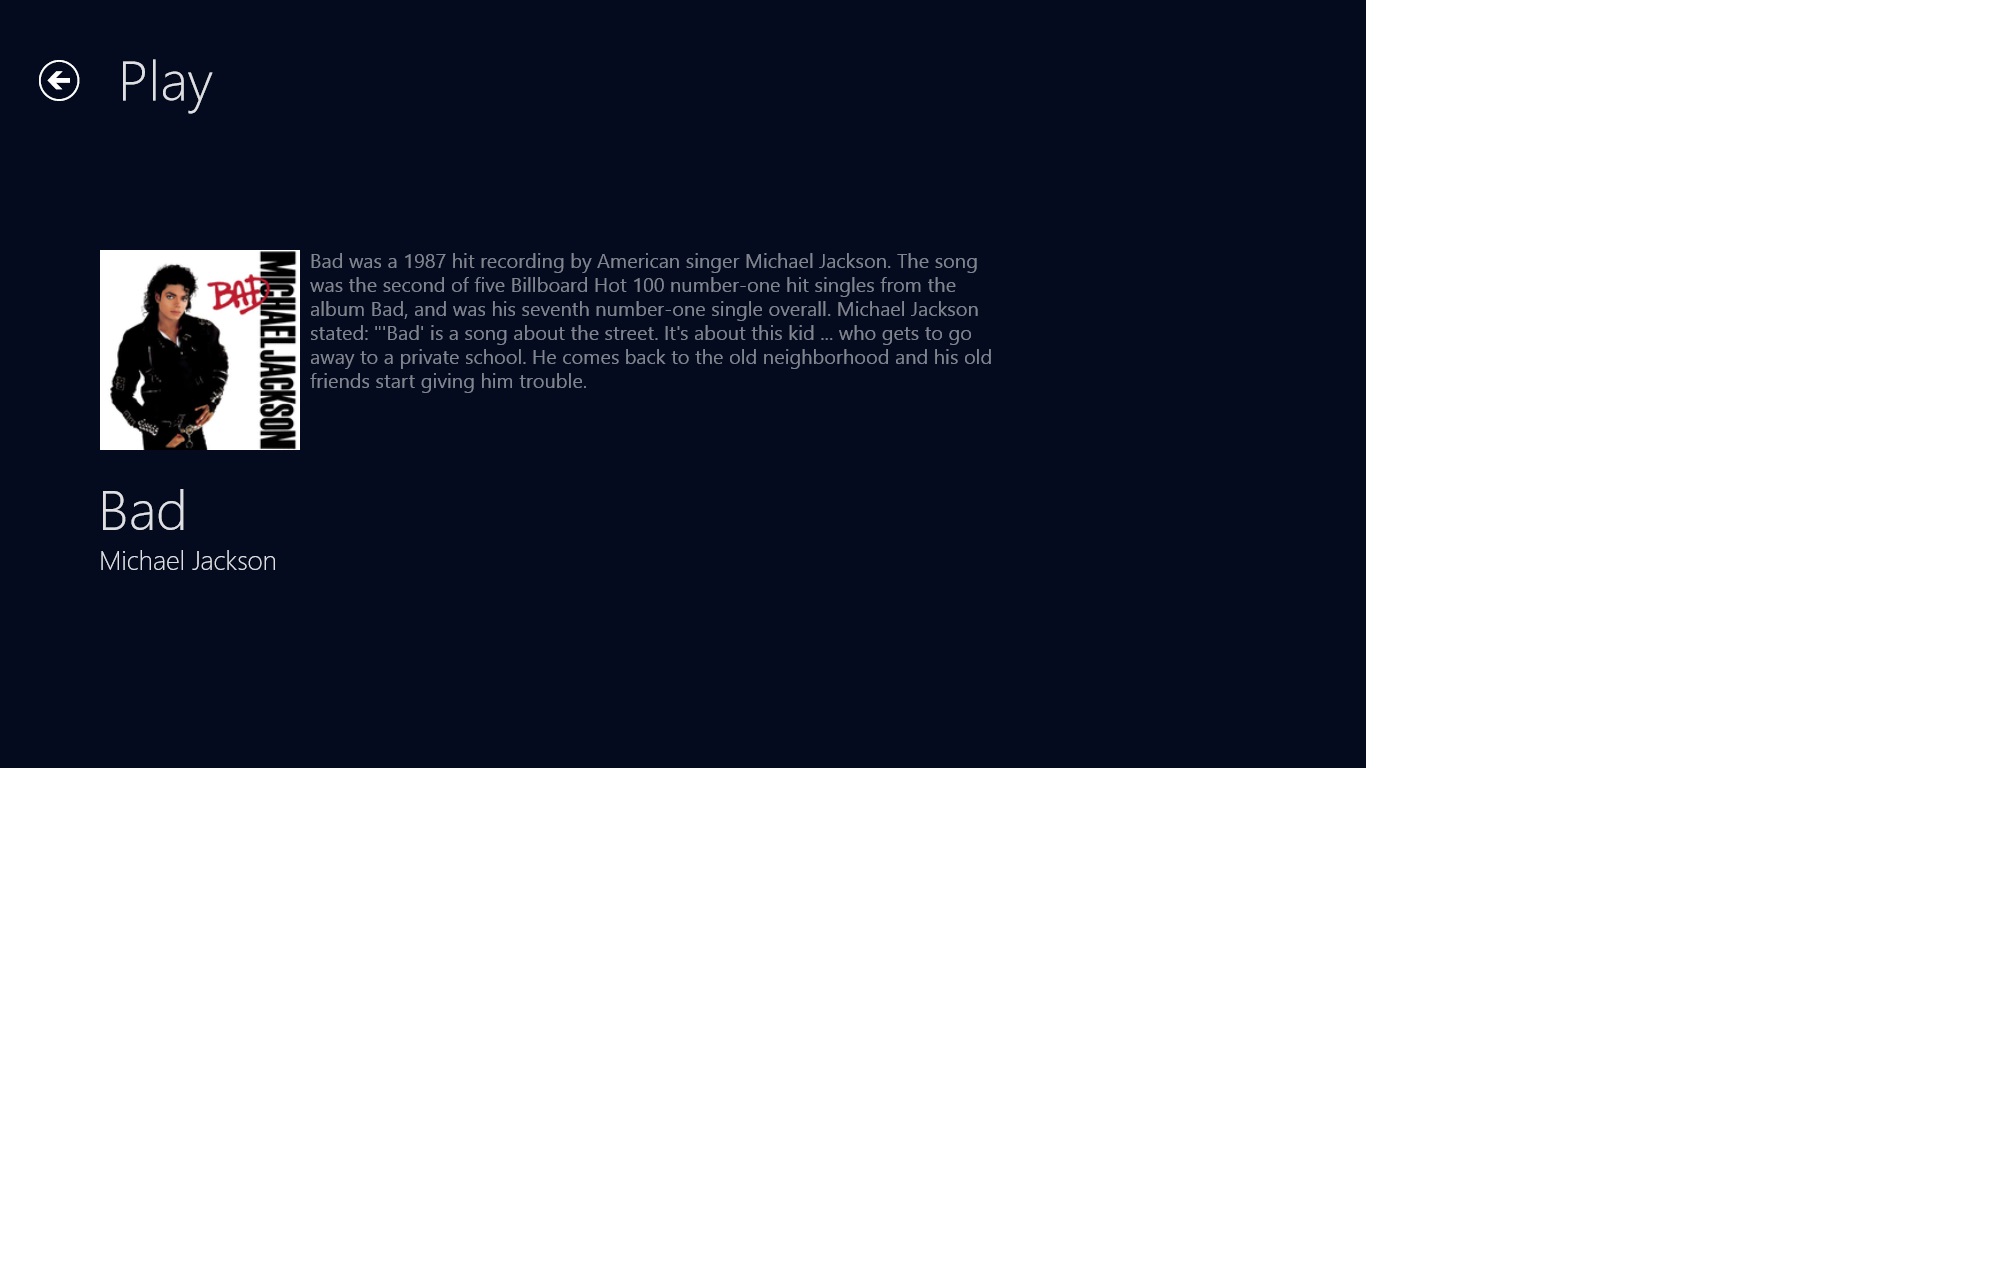 Play
BAD
MICHAEL JACKSON
Bad was a 1987 hit recording by American singer Michael Jackson. The song
was the second of five Billboard Hot 100 number-one hit singles from the
album Bad, and was his seventh number-one single overall. Michael Jackson
stated: "'Bad' is a song about the street. It's about this kid ... who gets to go
away to a private school. He comes back to the old neighborhood and his old
friends start giving him trouble.
Bad
Michael Jackson